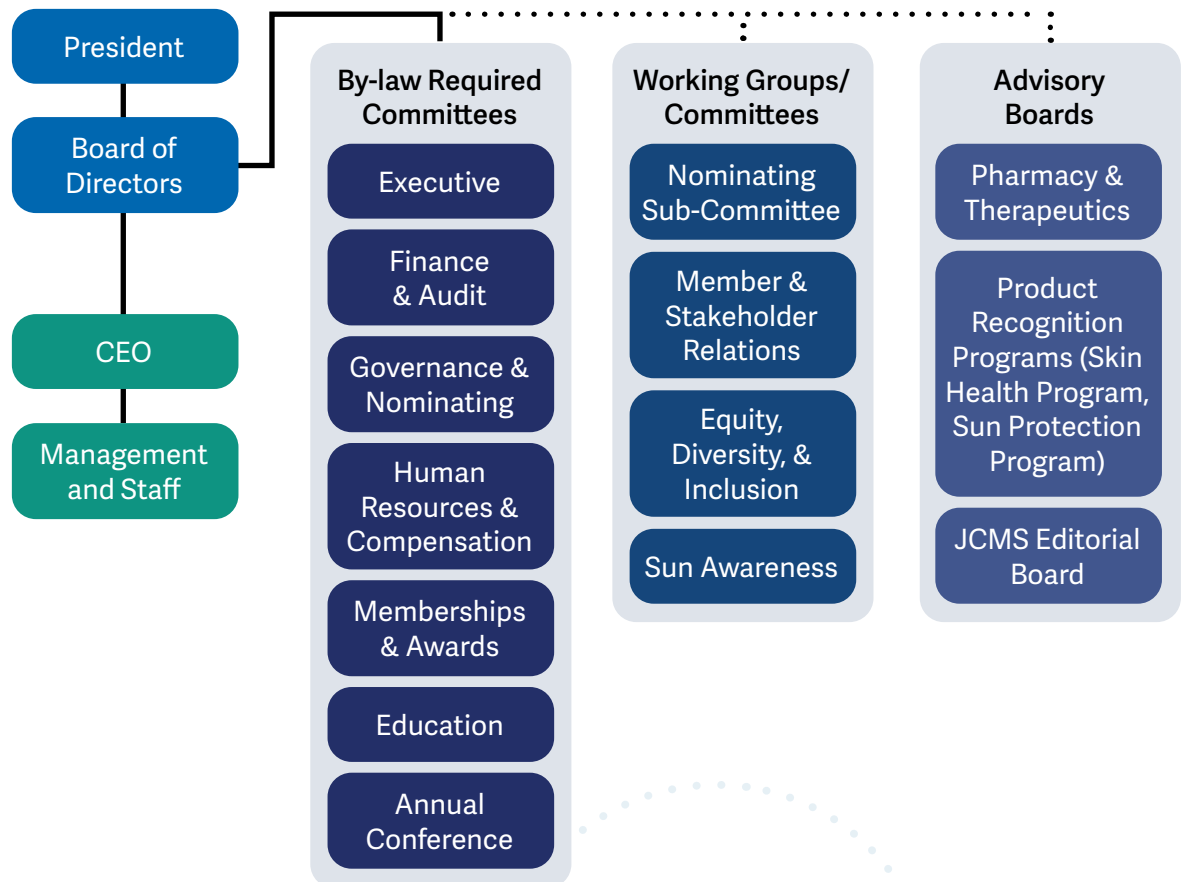 President
Board of
Directors
CEO
Management
and Staff
By-law Required
Committees
Executive
Finance
& Audit
Governance &
Nominating
Human
Resources &
Compensation
Memberships
& Awards
Education
Annual
Conference
Working Groups/
Committees
Nominating
Sub-Committee
Member &
Stakeholder
Relations
Equity,
Diversity, &
Inclusion
Sun Awareness
Advisory
Boards
Pharmacy &
Therapeutics
Product
Recognition
Programs (Skin
Health Program,
Sun Protection
Program)
JCMS Editorial
Board